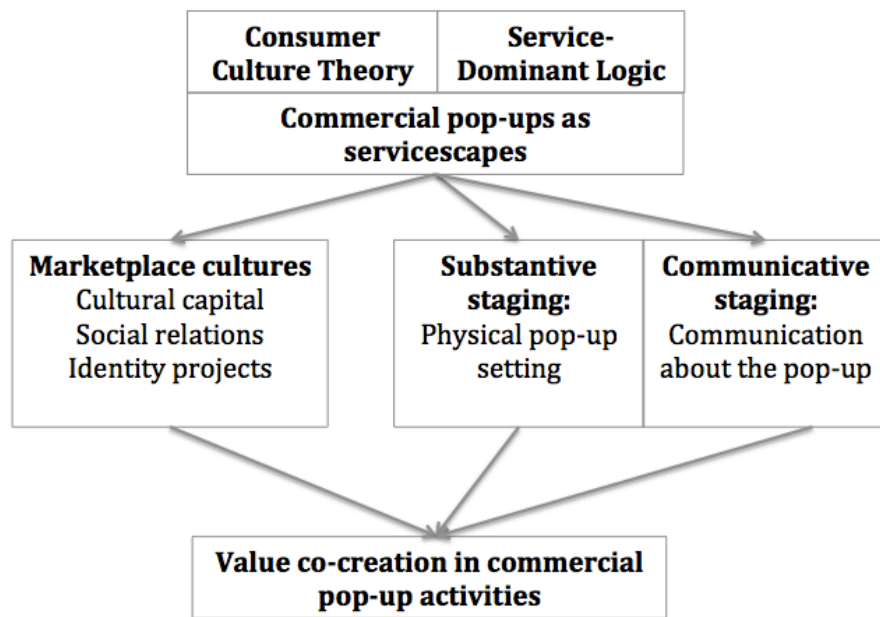 Consumer
Culture Theory
Service-
Dominant Logic
Commercial pop-ups as
servicescapes
Marketplace cultures
Cultural capital
Social relations
Identity projects
Substantive
staging:
Physical pop-up
setting
Communicative
staging:
Communication
about the pop-up
Value co-creation in commercial
pop-up activities